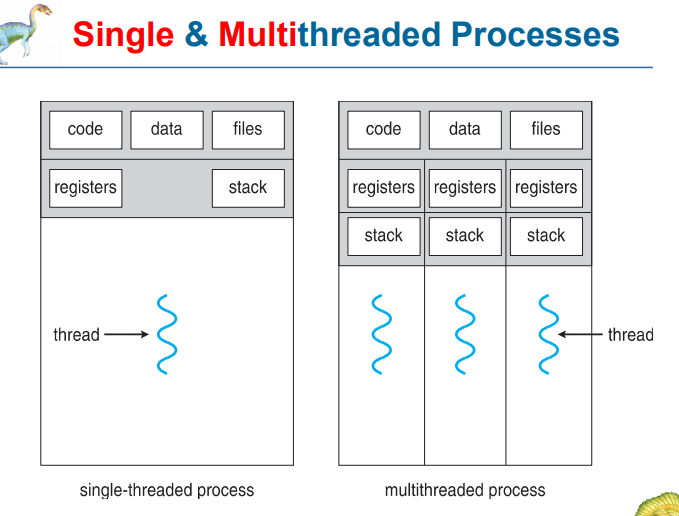 Single & Multithreaded Processes
code data files
registers stack
thread
single-threaded process
code data files
registers registers registers
stack stack stack
thread
multithreaded process